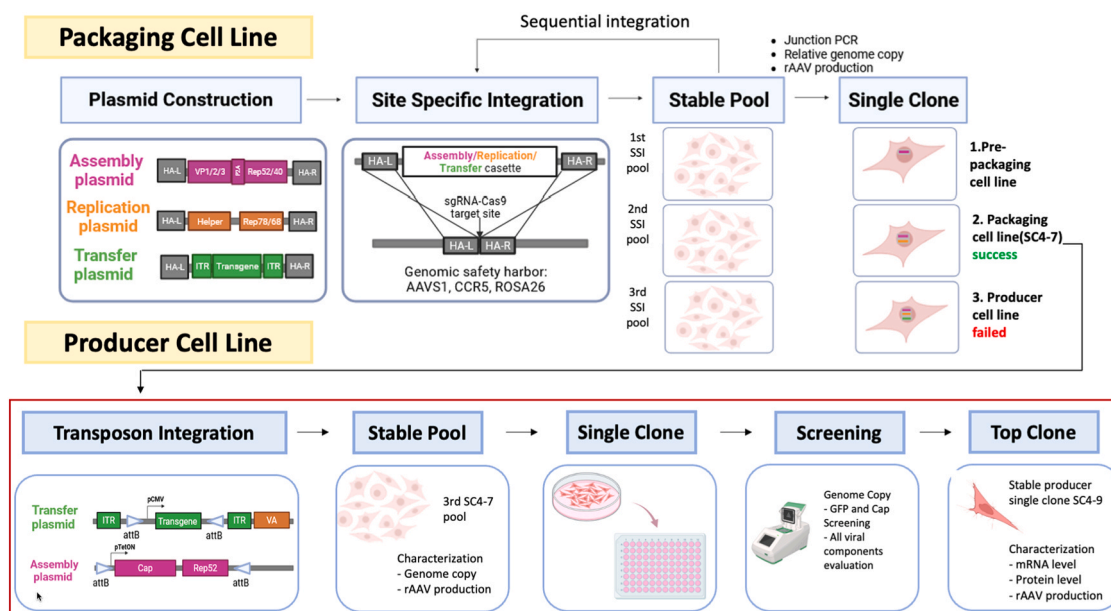 Sequential integration
Packaging Cell Line
• Junction PCR
• Relative genome copy
• rAAV production
Plasmid Construction
Site Specific Integration
Stable Pool
Single Clone
Assembly
plasmid
HA-L
VP1/2/3
Rep52/40
HA-R
Replication
plasmid
HA-L
Helper
Rep78/68
HA-R
Transfer
plasmid
HA-L
ITR
Transgene
ITR
HA-R
HA-L
Assembly/Replication/
Transfer casette
HA-R
sgRNA-Cas9
target site
HA-L
HA-R
Genomic safety harbor:
AAVS1, CCR5, ROSA26
1st
SSI
pool
2nd
SSI
pool
3rd
SSI
pool
1.Pre-
packaging
cell line
2. Packaging
cell line(SC4-7)
success
3. Producer
cell line
failed
Producer Cell Line
Transposon Integration
Stable Pool
Single Clone
Screening
Top Clone
Transfer
plasmid
pCMV
ITR
Transgene
ITR
VA
attB
attB
Assembly
plasmid
pTetON
Cap
Rep52
attB
attB
3rd SC4-7
pool
Characterization
- Genome copy
- rAAV production
Genome Copy
- GFP and Cap
Screening
- All viral
components
evaluation
Stable producer
single clone SC4-9
Characterization
- mRNA level
- Protein level
- rAAV production